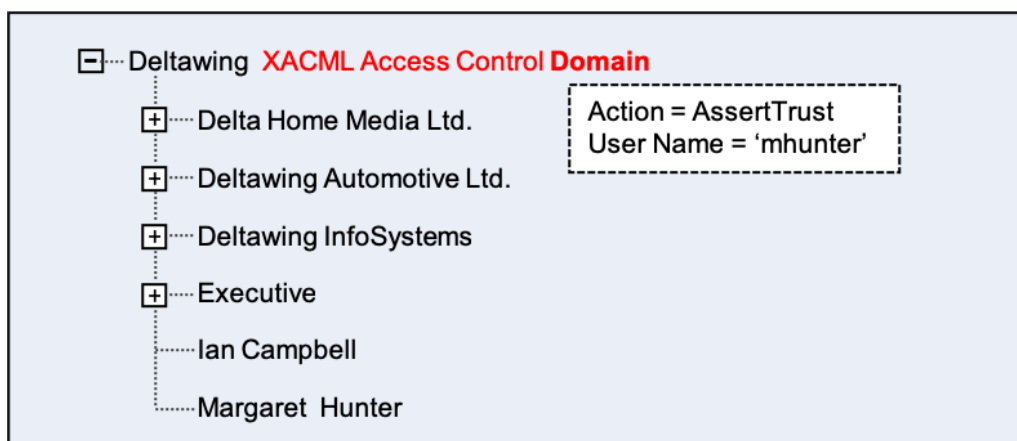 Deltawing XACML Access Control Domain
Action = AssertTrust
User Name = ‘mhunter’
Delta Home Media Ltd.
Deltawing Automotive Ltd.
Deltawing InfoSystems
Executive
Ian Campbell
Margaret Hunter